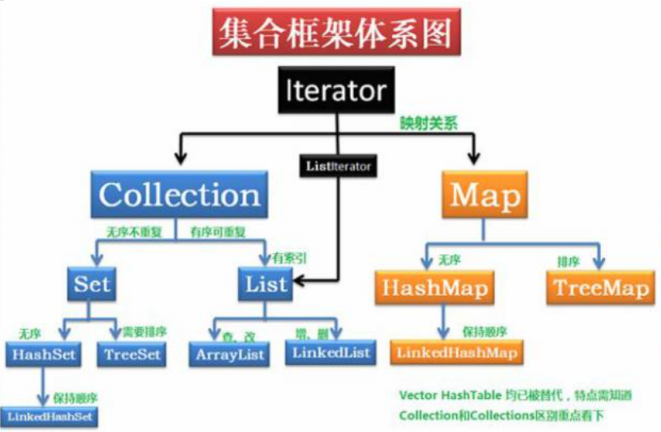 集合框架体系图
Iterator
映射关系
ListIterator
Collection
Map
无序不重复
有序可重复
有索引
无序
排序
Set
List
HashMap
TreeMap
无序
需要排序
查、改
增、删
保持顺序
HashSet
TreeSet
ArrayList
LinkedList
LinkedHashMap
保持顺序
LinkedHashSet
Vector HashTable 均已被替代，特点需知道
Collection和Collections区别重点看下